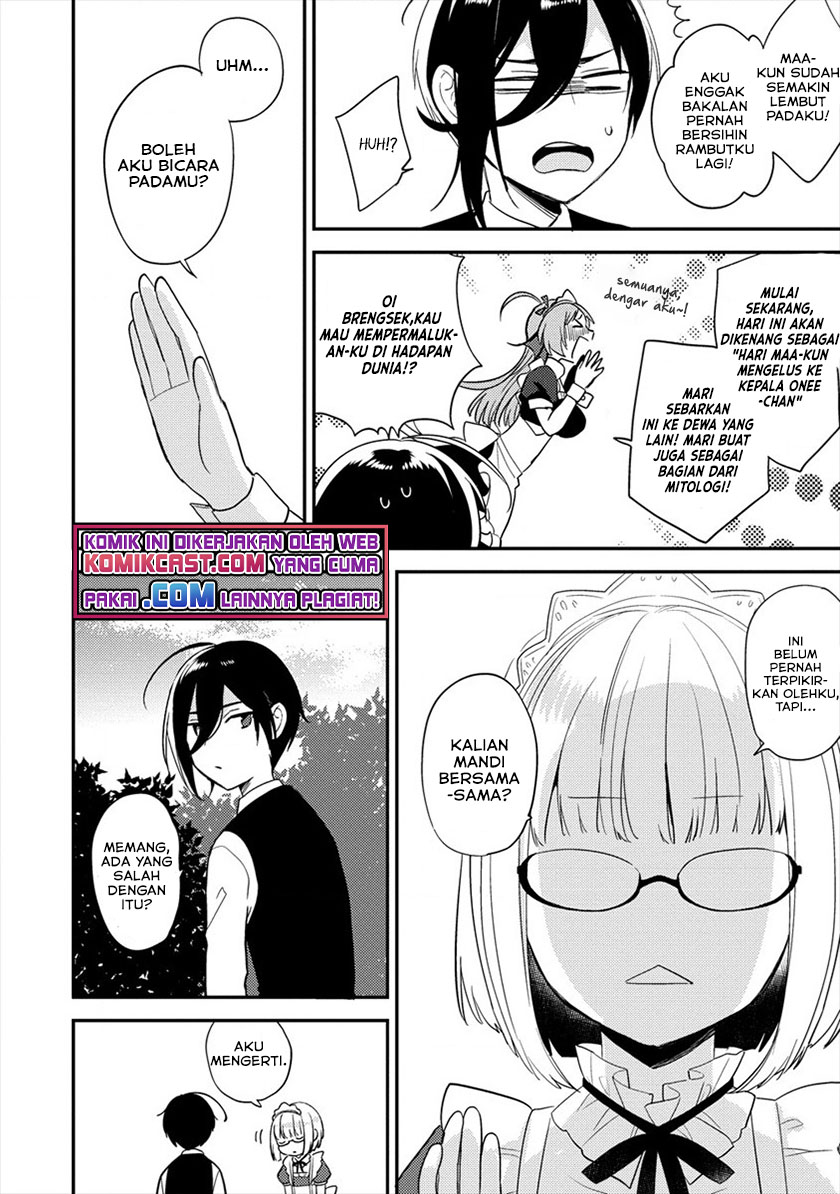 MAA-
KUN SUDAH
SEMAKIN
LEMBUT
PADAKU!
AKU
ENGGAK
BAKALAN
PERNAH
BERSIHIN
RAMBUTKU
LAGI!
HUH!?
UHM...
BOLEH
AKU BICARA
PADAMU?
MULAI
SEKARANG,
HARI INI AKAN
DIKENANG SEBAGAI
"HARI MAA-KUN
MENGELUS KE
KEPALA ONEE
-CHAN"
MARI
SEBARKAN
INI KE DEWA YANG
LAIN! MARI BUAT
JUGA SEBAGAI
BAGIAN DARI
MITOLOGI!
semuanya,
dengar aku~!
OI
BRENGSEK,KAU
MAU MEMPERMALUK-
AN-KU DI HADAPAN
DUNIA!?
KOMIK INI DIKERJAKAN OLEH WEB
KOMIKCAST.COM YANG CUMA
PAKAI .COM LAINNYA PLAGIAT!
INI
BELUM
PERNAH
TERPIKIR-
KAN OLEHKU,
TAPI...
KALIAN
MANDI
BERSAMA
-SAMA?
MEMANG,
ADA YANG
SALAH
DENGAN
ITU?
AKU
MENGERTI.